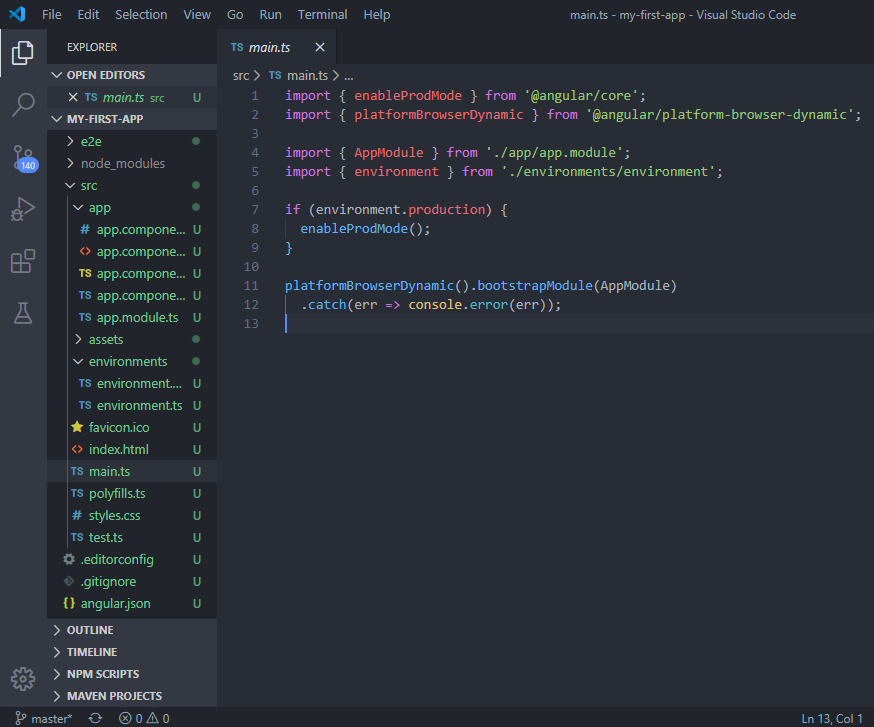 File Edit Selection View Go Run Terminal Help main.ts - my-first-app - Visual Studio Code
EXPLORER
OPEN EDITORS
TS main.ts src U
MY-FIRST-APP
e2e
node_modules
src
app
# app.compone... U
<> app.compone... U
TS app.compone... U
TS app.compone... U
TS app.module.ts U
assets
environments
TS environment.... U
TS environment.ts U
favicon.ico U
<> index.html U
TS main.ts U
TS polyfills.ts U
# styles.css U
TS test.ts U
.editorconfig U
.gitignore U
{} angular.json U
OUTLINE
TIMELINE
NPM SCRIPTS
MAVEN PROJECTS
140
TS main.ts
src > TS main.ts > ...
1 import { enableProdMode } from '@angular/core';
2 import { platformBrowserDynamic } from '@angular/platform-browser-dynamic';
3
4 import { AppModule } from './app/app.module';
5 import { environment } from './environments/environment';
6
7 if (environment.production) {
8 enableProdMode();
9 }
10
11 platformBrowserDynamic().bootstrapModule(AppModule)
12 .catch(err => console.error(err));
13
master* 0 0 Ln 13, Col 1